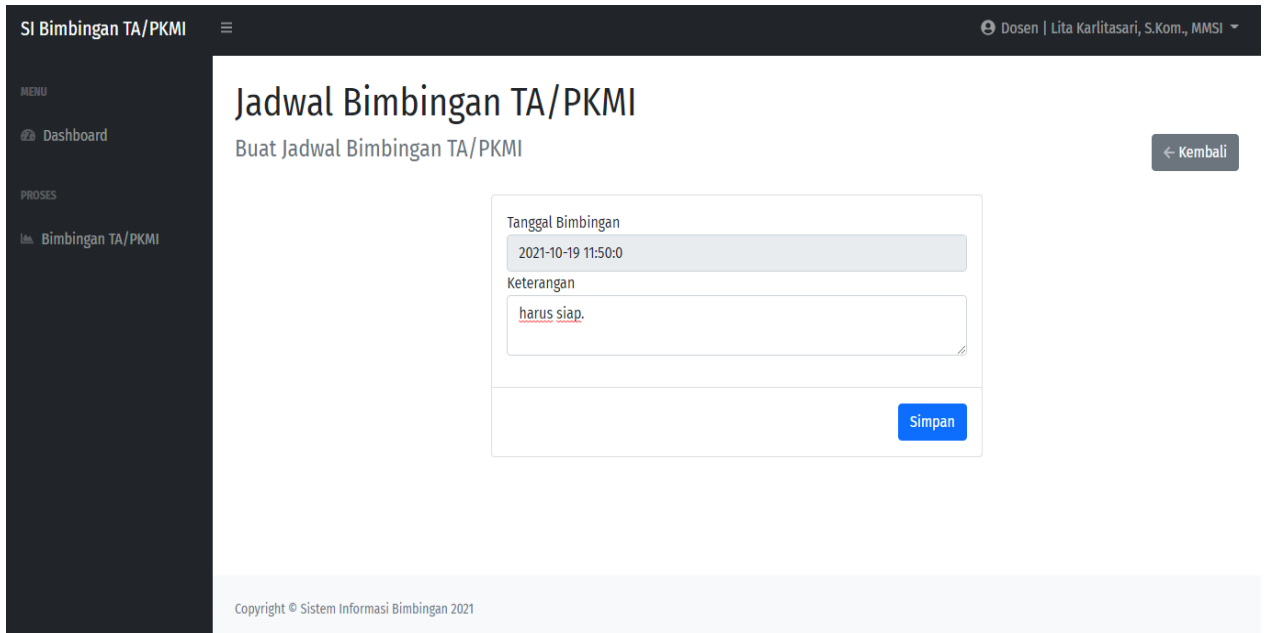 SI Bimbingan TA/PKMI
Dosen | Lita Karlitasari, S.Kom., MMSI
MENU
Dashboard
PROSES
Bimbingan TA/PKMI
Jadwal Bimbingan TA/PKMI
Buat Jadwal Bimbingan TA/PKMI
← Kembali
Tanggal Bimbingan
2021-10-19 11:50:0
Keterangan
harus siap.
Simpan
Copyright © Sistem Informasi Bimbingan 2021